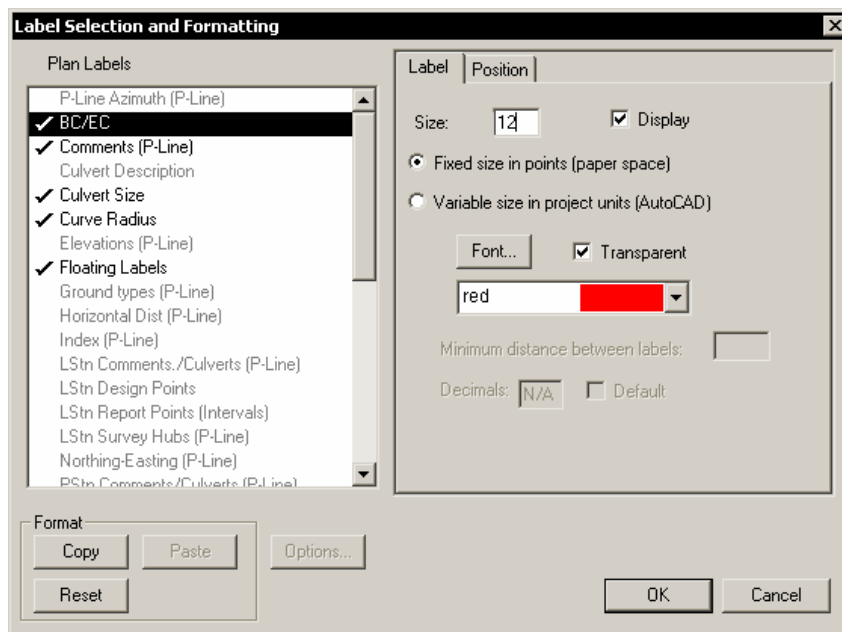 Label Selection and Formatting
Plan Labels
P-Line Azimuth (P-Line)
BC/EC
Comments (P-Line)
Culvert Description
Culvert Size
Curve Radius
Elevations (P-Line)
Floating Labels
Ground types (P-Line)
Horizontal Dist (P-Line)
Index (P-Line)
LStn Comments./Culverts (P-Line)
LStn Design Points
LStn Report Points (Intervals)
LStn Survey Hubs (P-Line)
Northing-Easting (P-Line)
PStn Comments/Culverts (P-Line)
Label Position
Size: 12 Display
Fixed size in points (paper space)
Variable size in project units (AutoCAD)
Font... Transparent
red
Minimum distance between labels:
Decimals: N/A Default
Format
Copy Paste Options...
Reset
OK Cancel